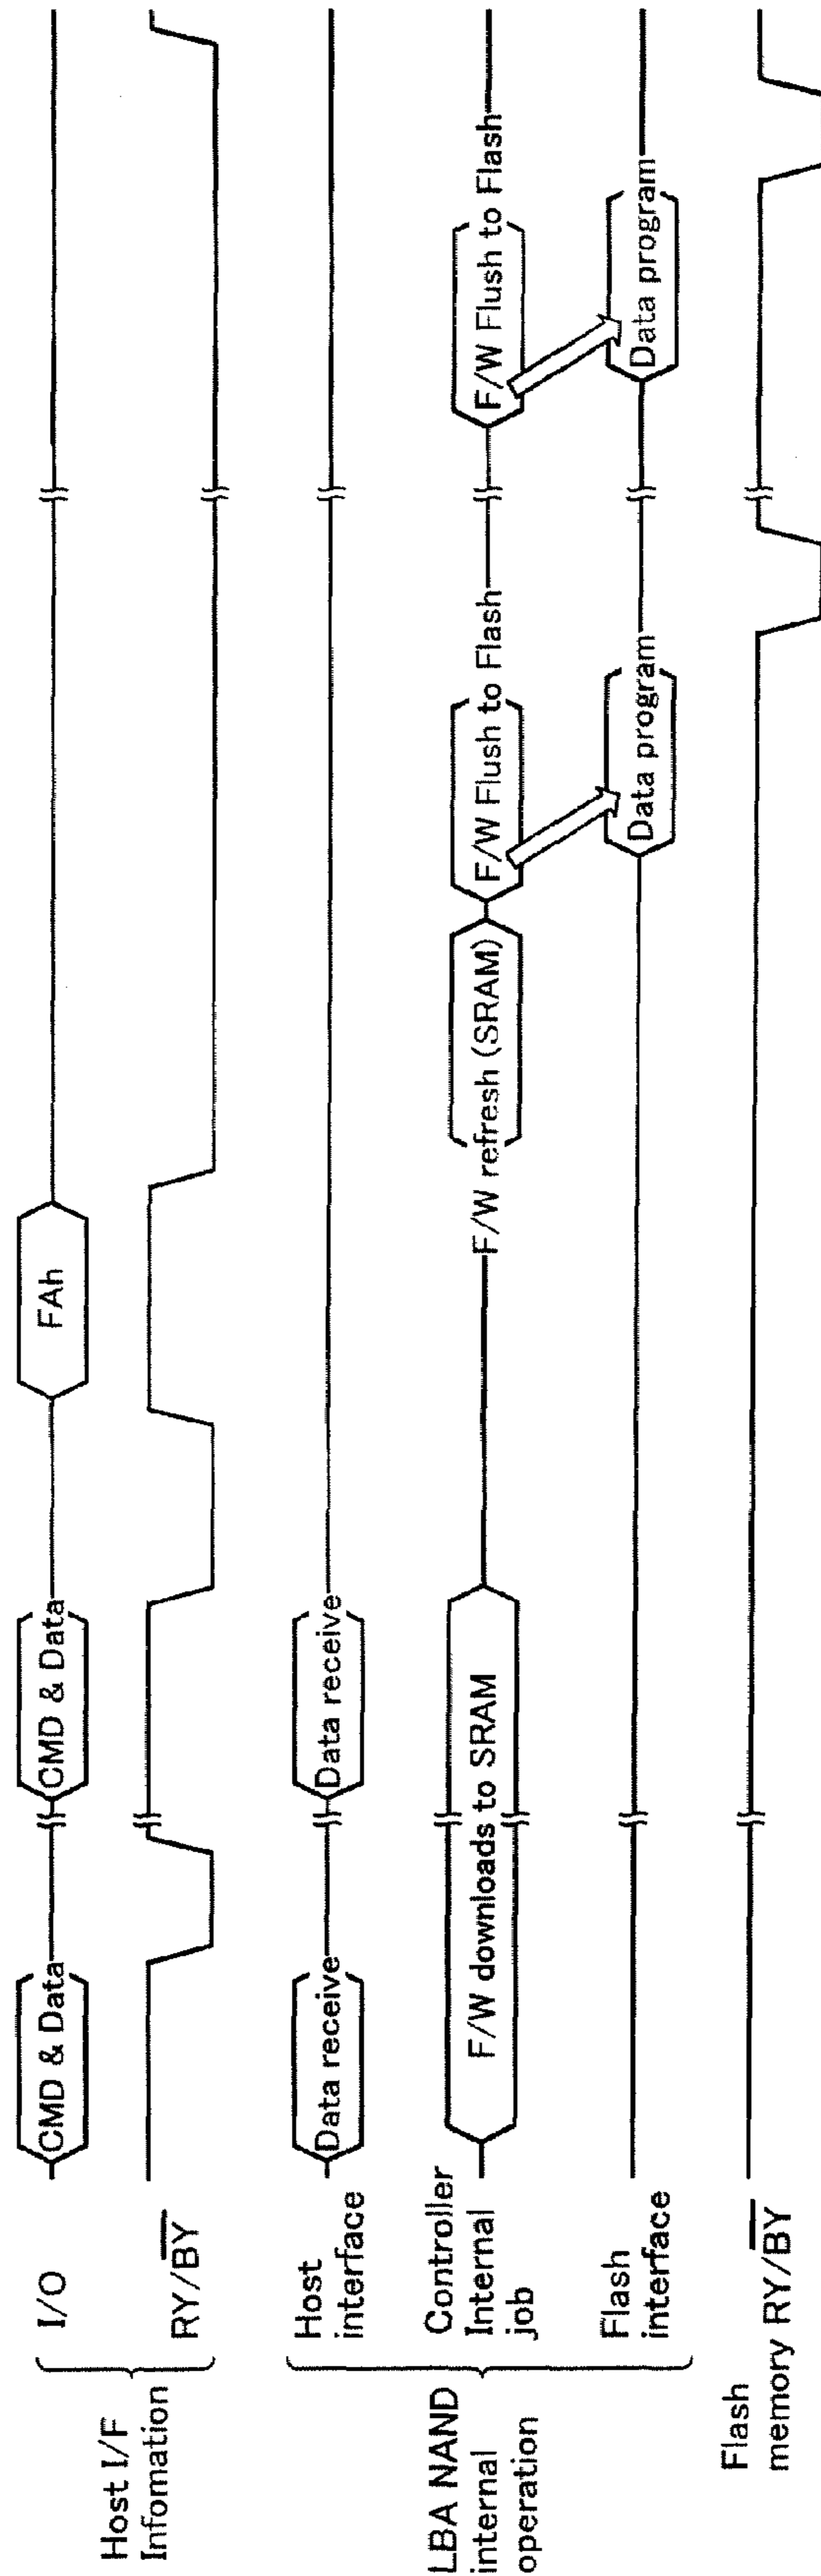 Host I/F
Infomation
I/O
CMD & Data
CMD & Data
FAh
RY/BY
LBA NAND
internal
operation
Host
interface
Data receive
Data receive
Controller
Internal
job
F/W downloads to SRAM
F/W refresh (SRAM)
F/W Flush to Flash
F/W Flush to Flash
Flash
interface
Data program
Data program
Flash
memory RY/BY